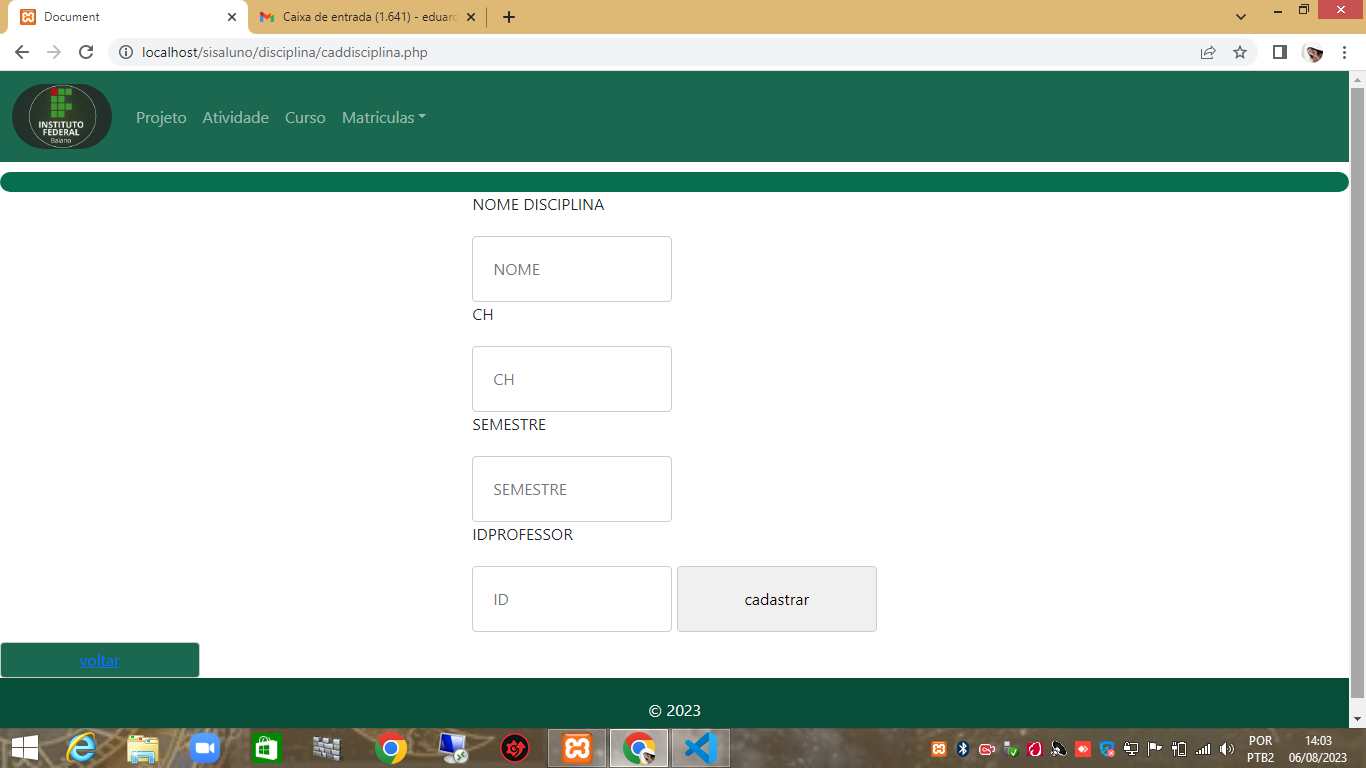 Document
Caixa de entrada (1.641) - eduard
localhost/sisaluno/disciplina/caddisciplina.php
INSTITUTO
FEDERAL
Baiano
Projeto
Atividade
Curso
Matriculas
NOME DISCIPLINA
NOME
CH
CH
SEMESTRE
SEMESTRE
IDPROFESSOR
ID
cadastrar
voltar
© 2023
POR
PTB2
14:03
06/08/2023